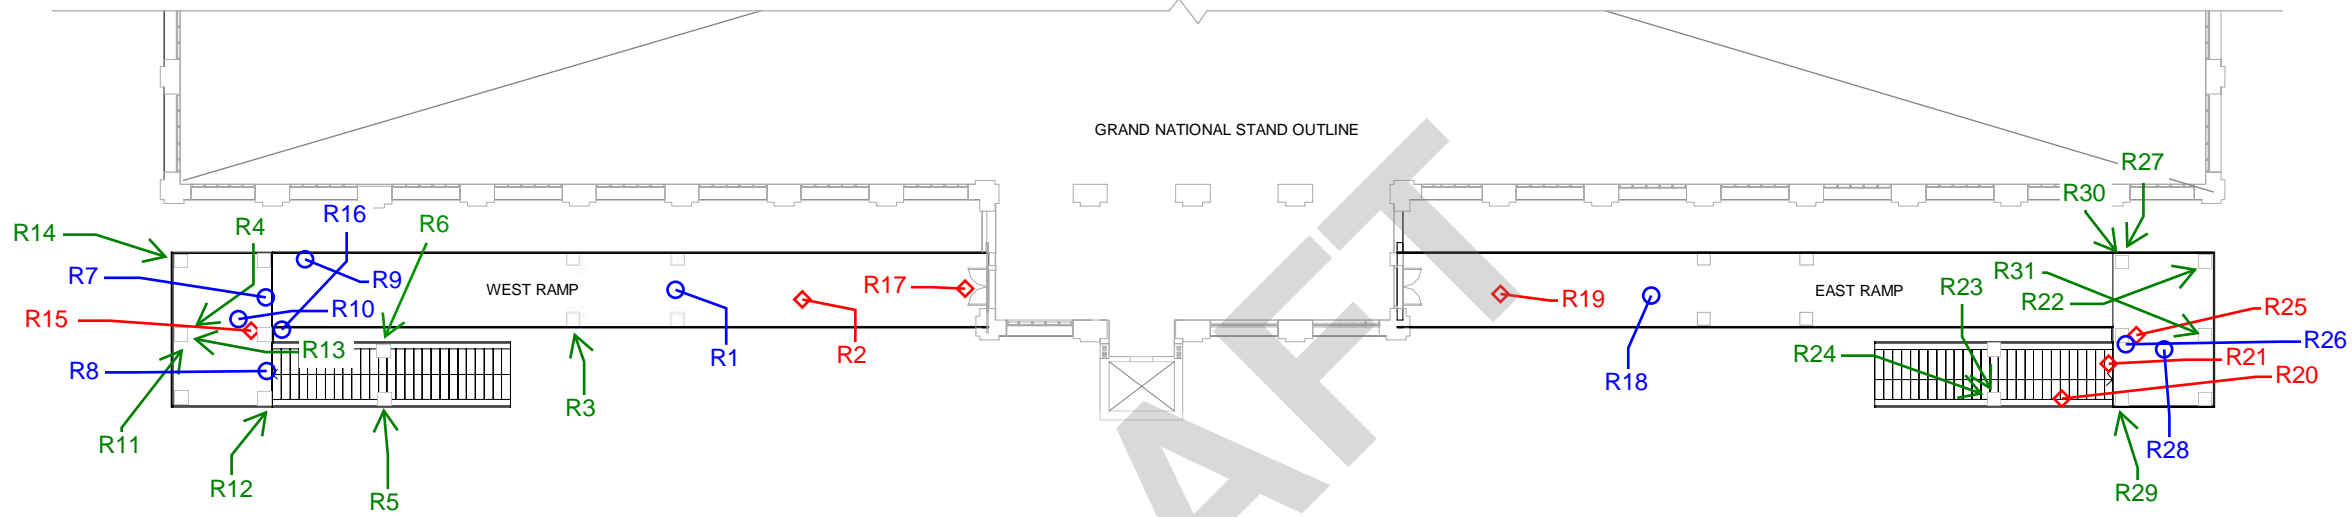 GRAND NATIONAL STAND OUTLINE
R27
R30
R16
R6
R4
R14
R7
R9
R10
R15
R13
R8
WEST RAMP
R17
R1
R2
R3
R11
R12
R5
R19
R18
EAST RAMP
R31
R23
R22
R24
R25
R26
R21
R20
R28
R29
AFT